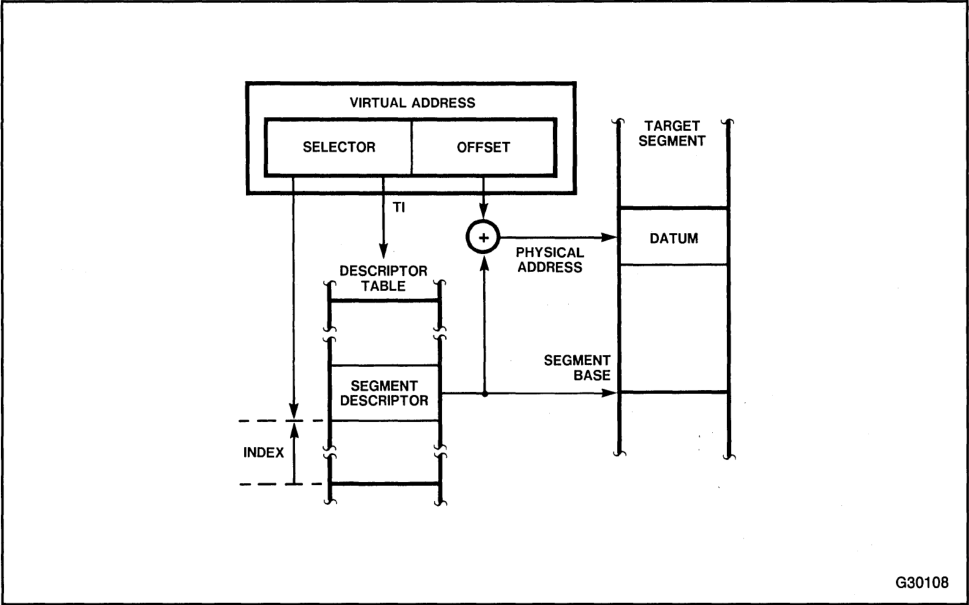 VIRTUAL ADDRESS
SELECTOR
OFFSET
TARGET
SEGMENT
TI
DATUM
PHYSICAL
ADDRESS
DESCRIPTOR
TABLE
SEGMENT
BASE
SEGMENT
DESCRIPTOR
INDEX
G30108